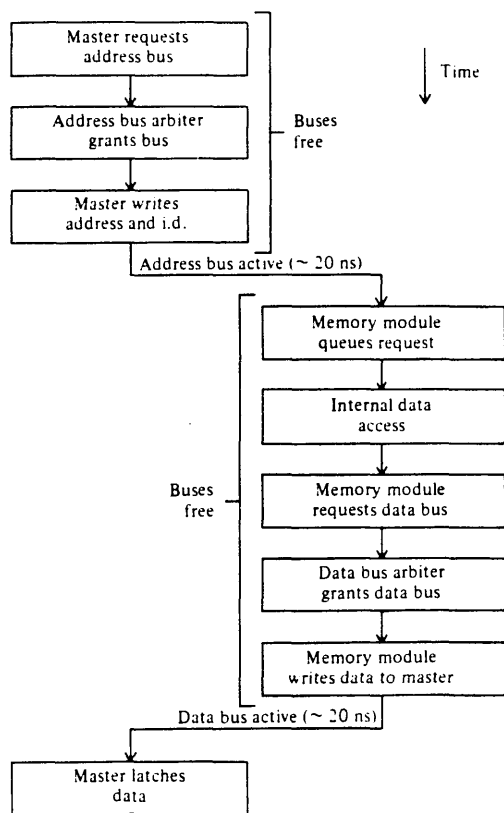 Master requests
address bus
Time
Address bus arbiter
grants bus
Buses
free
Master writes
address and i.d.
Address bus active (~ 20 ns)
Memory module
queues request
Internal data
access
Buses
free
Memory module
requests data bus
Data bus arbiter
grants data bus
Memory module
writes data to master
Data bus active (~ 20 ns)
Master latches
data